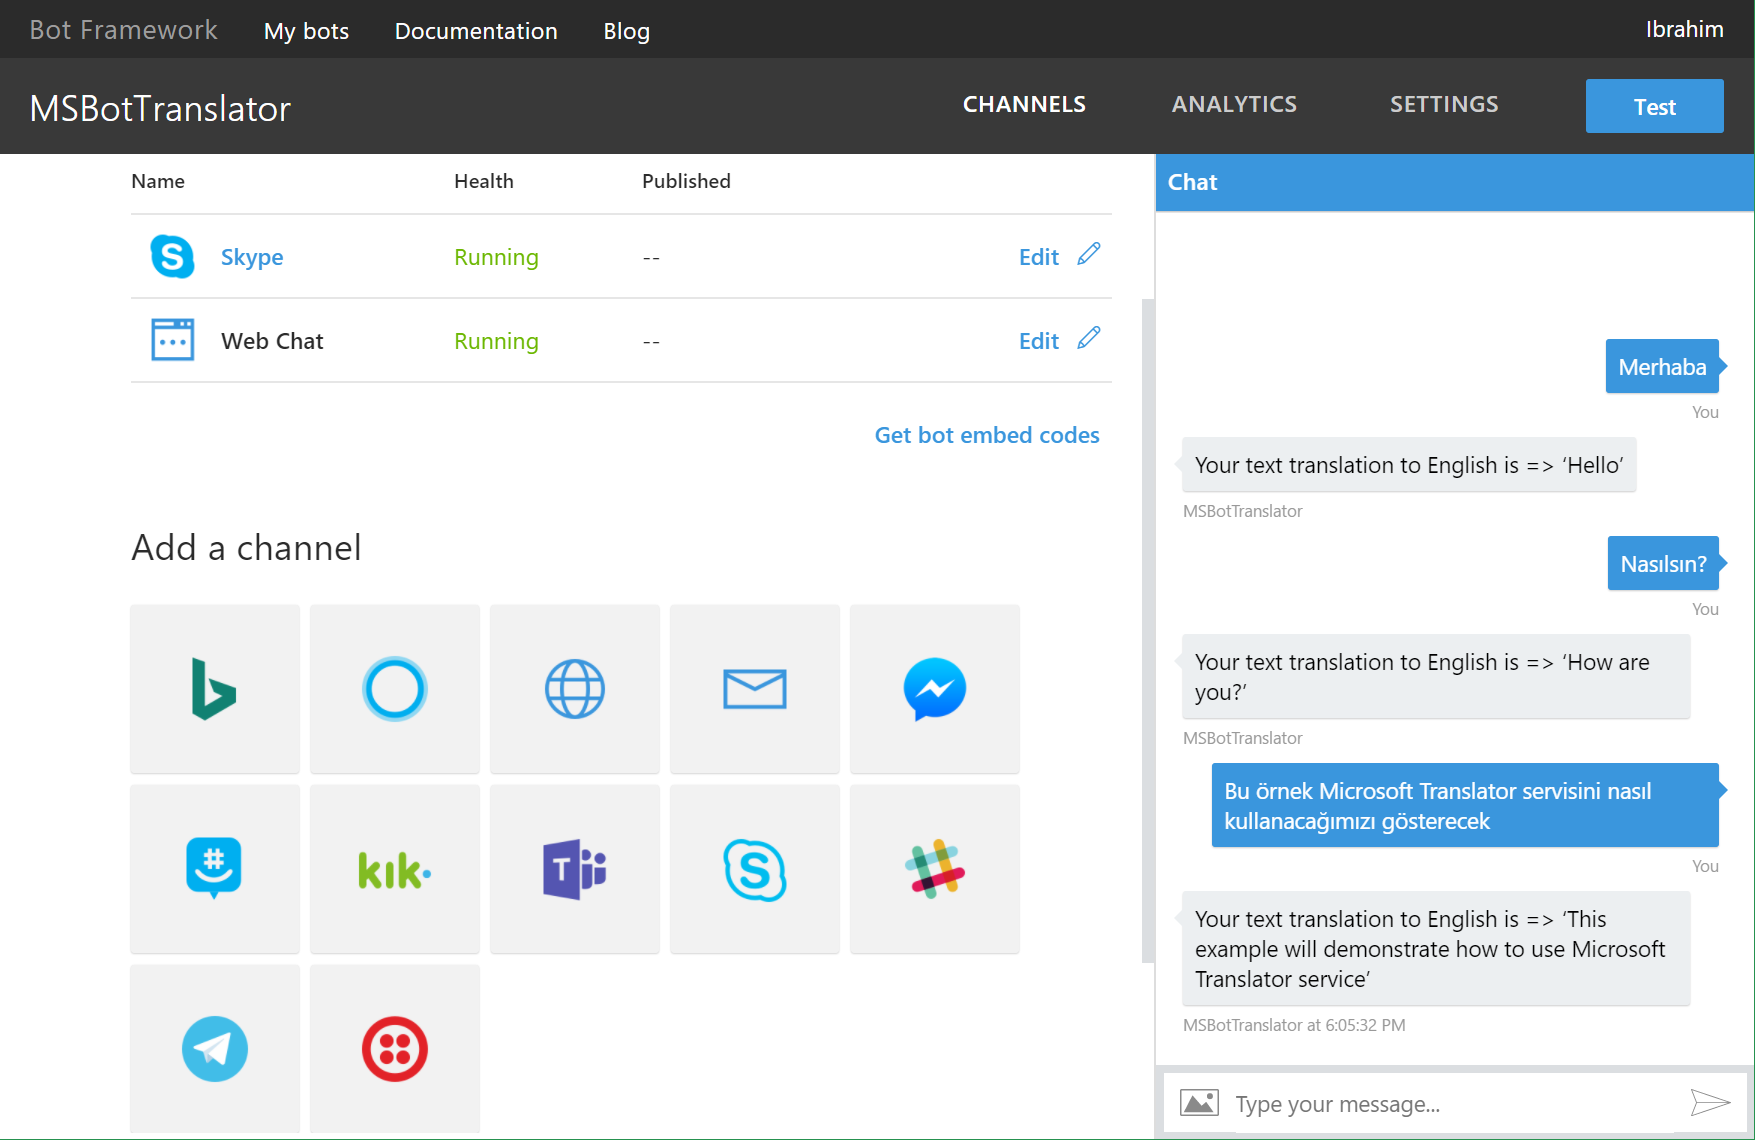 Bot Framework My bots Documentation Blog Ibrahim
MSBotTranslator CHANNELS ANALYTICS SETTINGS Test
Name Health Published
Skype Running -- Edit
Web Chat Running -- Edit
Get bot embed codes
Add a channel
kik.
T
Chat
Merhaba
You
Your text translation to English is => ‘Hello’
MSBotTranslator
Nasılsın?
You
Your text translation to English is => ‘How are
you?’
MSBotTranslator
Bu örnek Microsoft Translator servisini nasıl
kullanacağımızı gösterecek
You
Your text translation to English is => ‘This
example will demonstrate how to use Microsoft
Translator service’
MSBotTranslator at 6:05:32 PM
Type your message...